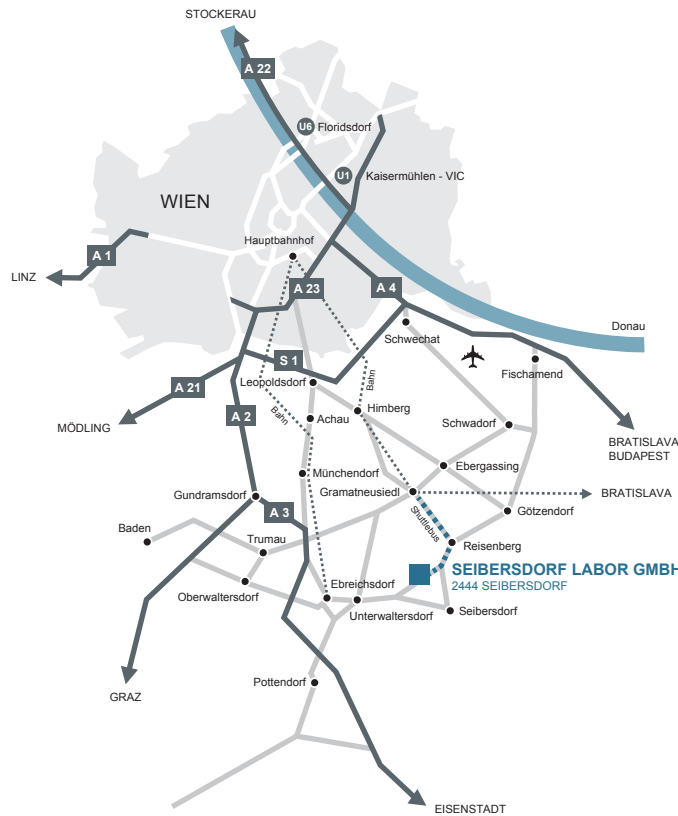 STOCKERAU
A 22
U6 Floridsdorf
U1 Kaisermühlen - VIC
WIEN
Hauptbahnhof
A 1
LINZ
A 23
A 4
Donau
Schwechat
S 1
Fischamend
Leopoldsdorf
Bahn
A 21
Himberg
A 2
Achau
Bahn
Schwadorf
MÖDLING
BRATISLAVA
BUDAPEST
Ebergassing
Münchendorf
Gramatneusiedl
BRATISLAVA
Gundramsdorf
A 3
Götzendorf
Shuttlebus
Baden
Trumau
Reisenberg
SEIBERSDORF LABOR GMBH
2444 SEIBERSDORF
Ebreichsdorf
Oberwaltersdorf
Unterwaltersdorf
Seibersdorf
Pottendorf
GRAZ
EISENSTADT